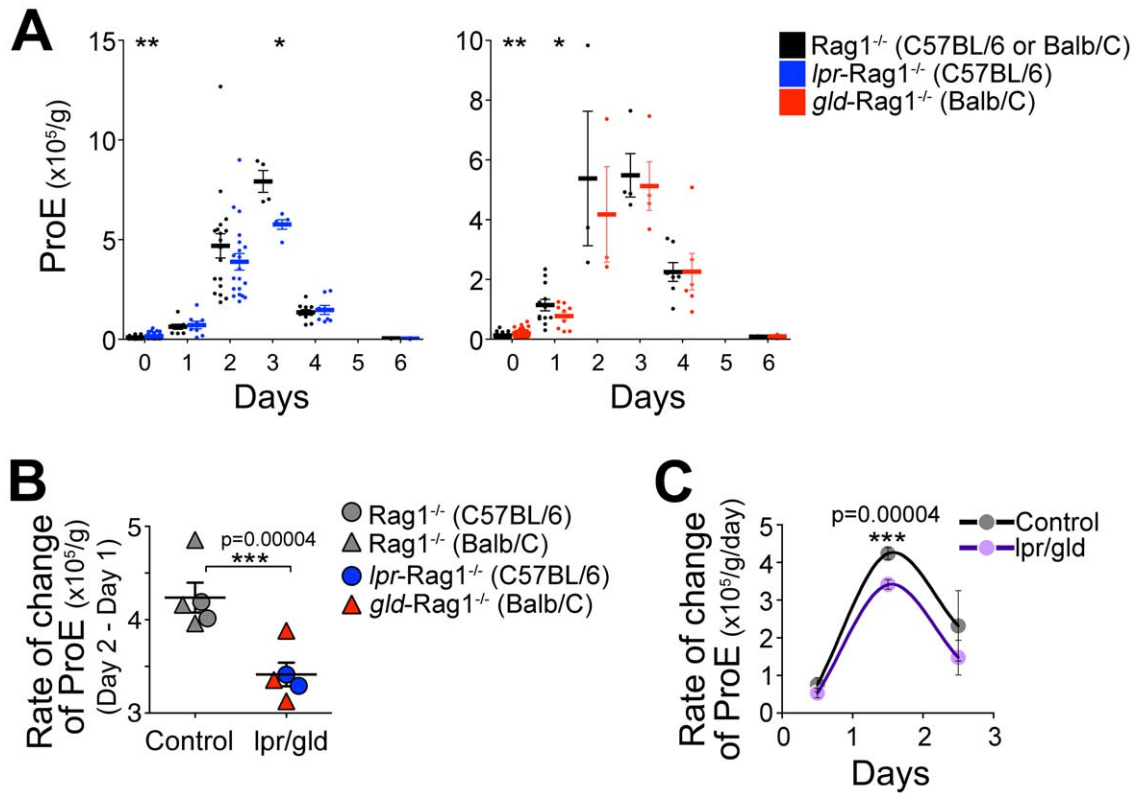 A
15
10
5
0
ProE (x10⁵/g)
** *
0 1 2 3 4 5 6
Days
10
8
6
4
2
0
** *
0 1 2 3 4 5 6
Days
Rag1⁻/⁻ (C57BL/6 or Balb/C)
lpr-Rag1⁻/⁻ (C57BL/6)
gld-Rag1⁻/⁻ (Balb/C)
B
Rate of change
of ProE (x10⁵/g)
(Day 2 - Day 1)
5
4
3
p=0.00004
***
Control lpr/gld
Rag1⁻/⁻ (C57BL/6)
Rag1⁻/⁻ (Balb/C)
lpr-Rag1⁻/⁻ (C57BL/6)
gld-Rag1⁻/⁻ (Balb/C)
C
Rate of change
of ProE (x10⁵/g/day)
5
4
3
2
1
0
p=0.00004
***
Control
lpr/gld
0 1 2 3
Days